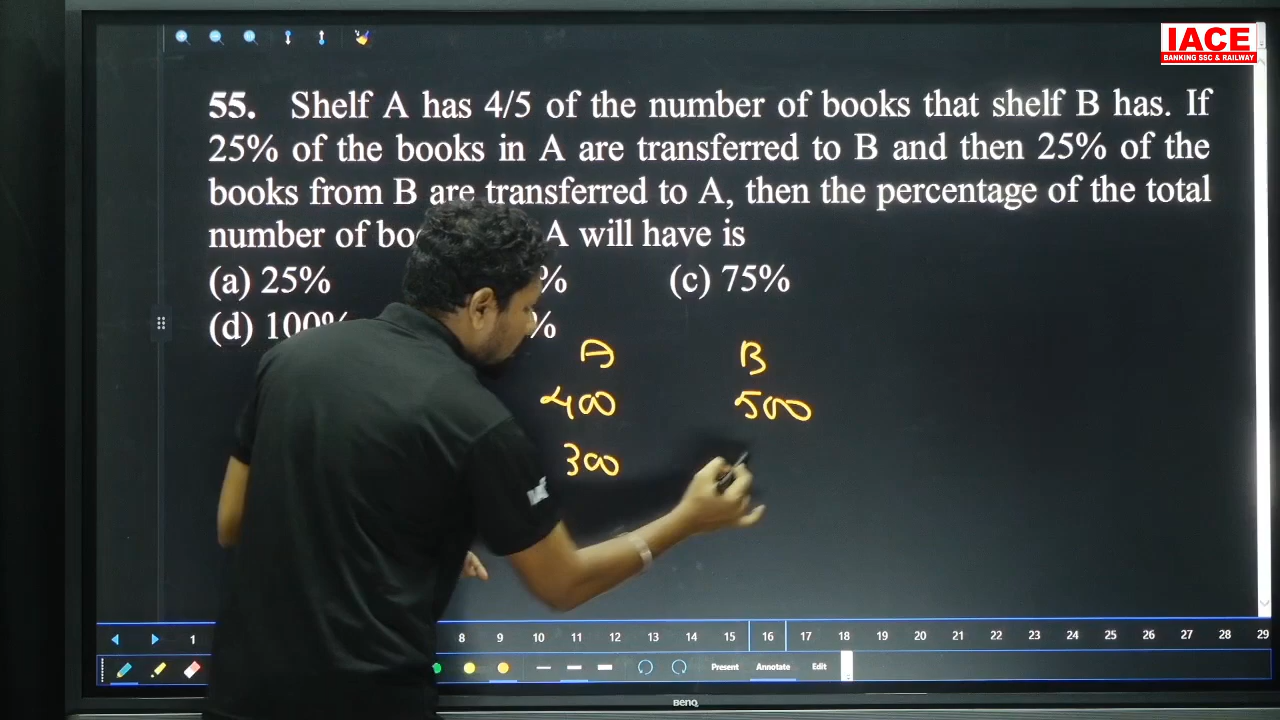 IACE
BANKING SSC & RAILWAY
55. Shelf A has 4/5 of the number of books that shelf B has. If
25% of the books in A are transferred to B and then 25% of the
books from B are transferred to A, then the percentage of the total
number of A will have is
(a) 25% % (c) 75%
(d) 100% %
A B
400 500
300
1 8 9 10 11 12 13 14 15 16 17 18 19 20 21 22 23 24 25 26 27 28 29
Present Annotate Edit
BenQ